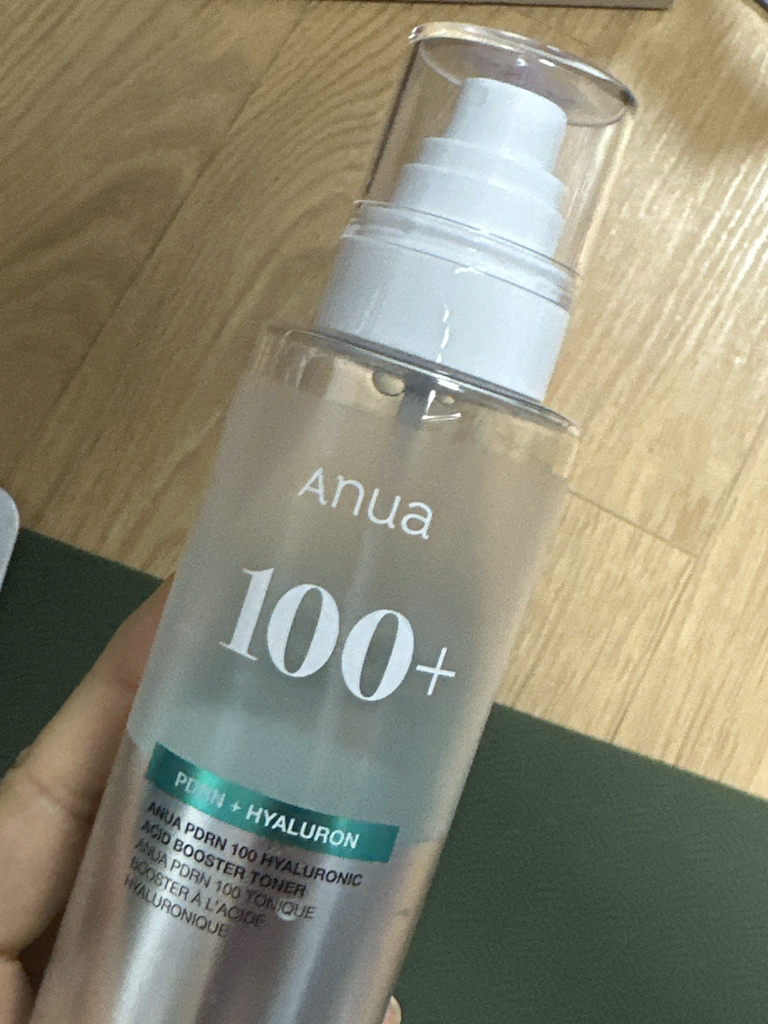 Anua
100+
PDRN + HYALURON
ANUA PDRN 100 HYALURONIC
ACID BOOSTER TONER
ANUA PDRN 100 TONIQUE
BOOSTER À L'ACIDE
HYALURONIQUE